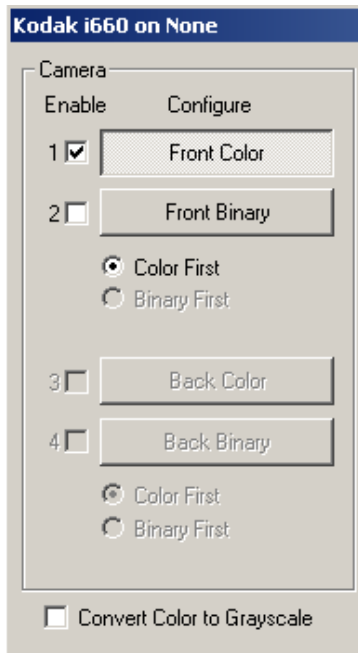 Kodak i660 on None
Camera
Enable Configure
1 Front Color
2 Front Binary
Color First
Binary First
3 Back Color
4 Back Binary
Color First
Binary First
Convert Color to Grayscale